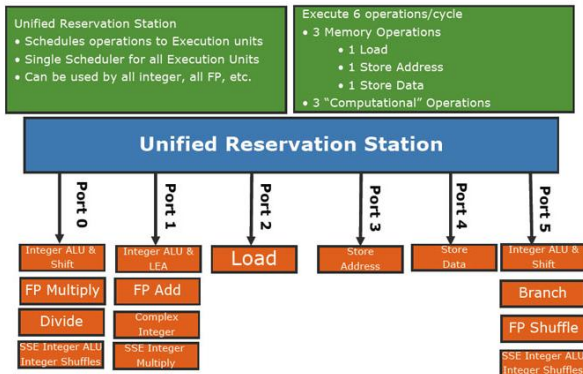 Unified Reservation Station
• Schedules operations to Execution units
• Single Scheduler for all Execution Units
• Can be used by all integer, all FP, etc.
Execute 6 operations/cycle
• 3 Memory Operations
• 1 Load
• 1 Store Address
• 1 Store Data
• 3 “Computational” Operations
Unified Reservation Station
Port 0
Port 1
Port 2
Port 3
Port 4
Port 5
Integer ALU &
Shift
FP Multiply
Divide
SSE Integer ALU
Integer Shuffles
Integer ALU &
LEA
FP Add
Complex
Integer
SSE Integer
Multiply
Load
Store
Address
Store
Data
Integer ALU &
Shift
Branch
FP Shuffle
SSE Integer ALU
Integer Shuffles